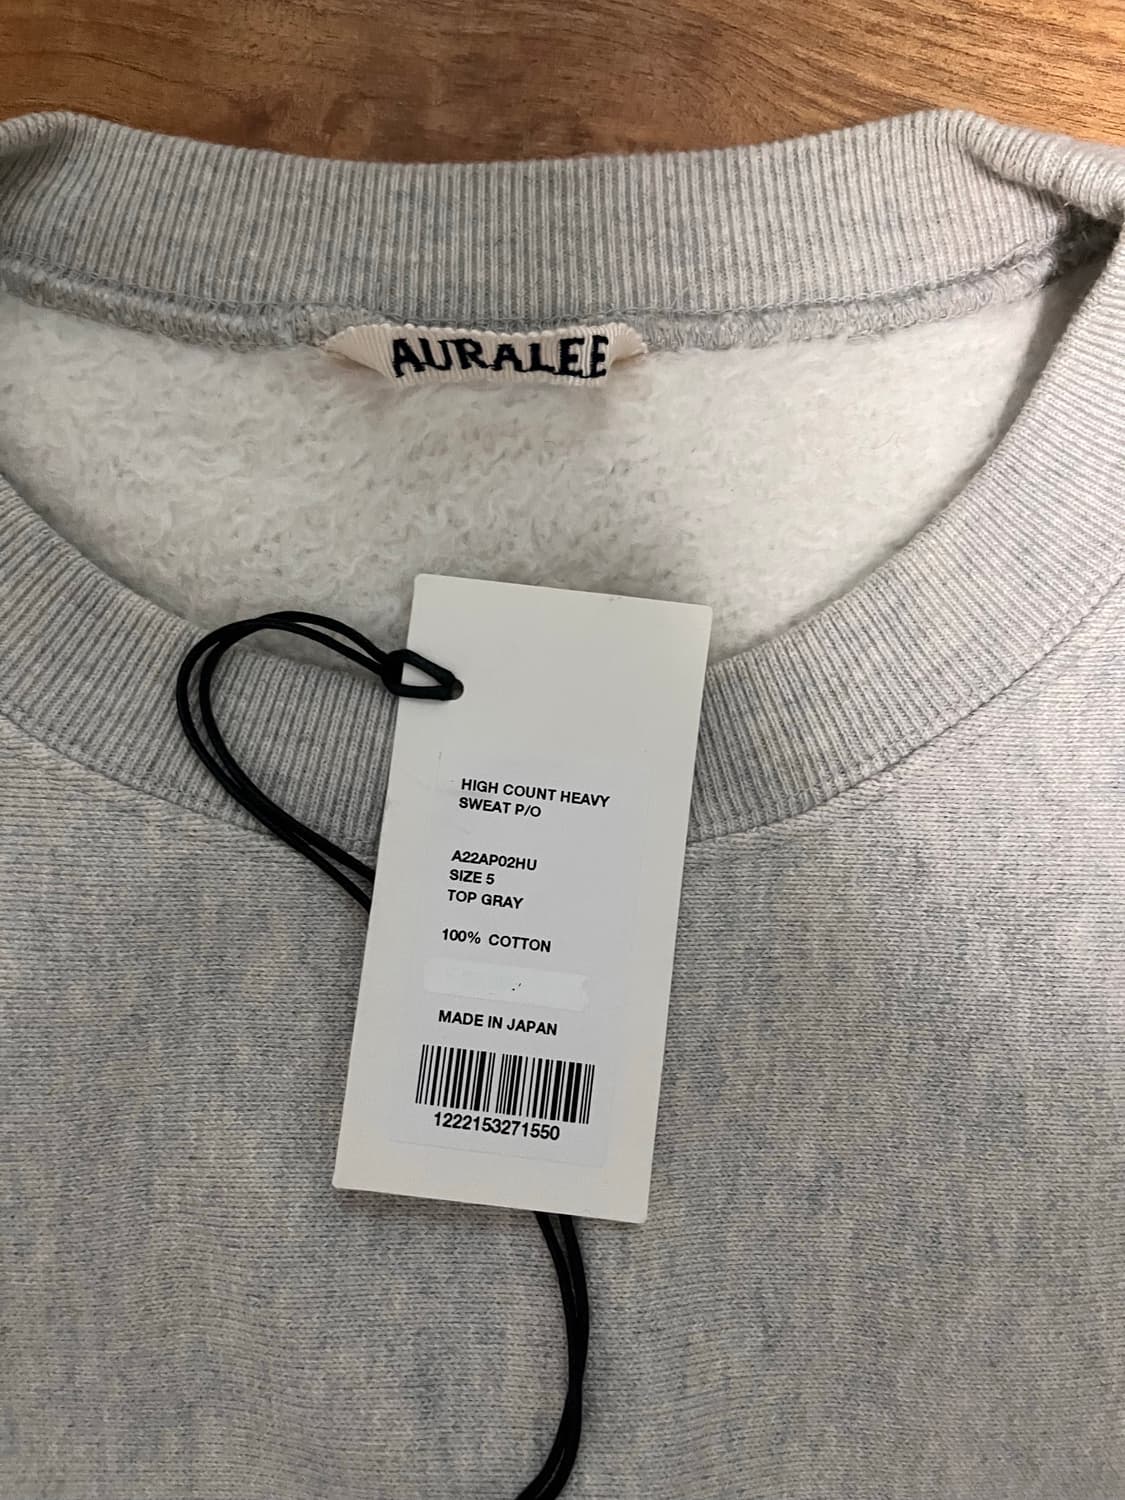 AURALEE
HIGH COUNT HEAVY
SWEAT P/O
A22AP02HU
SIZE 5
TOP GRAY
100% COTTON
MADE IN JAPAN
1222153271550